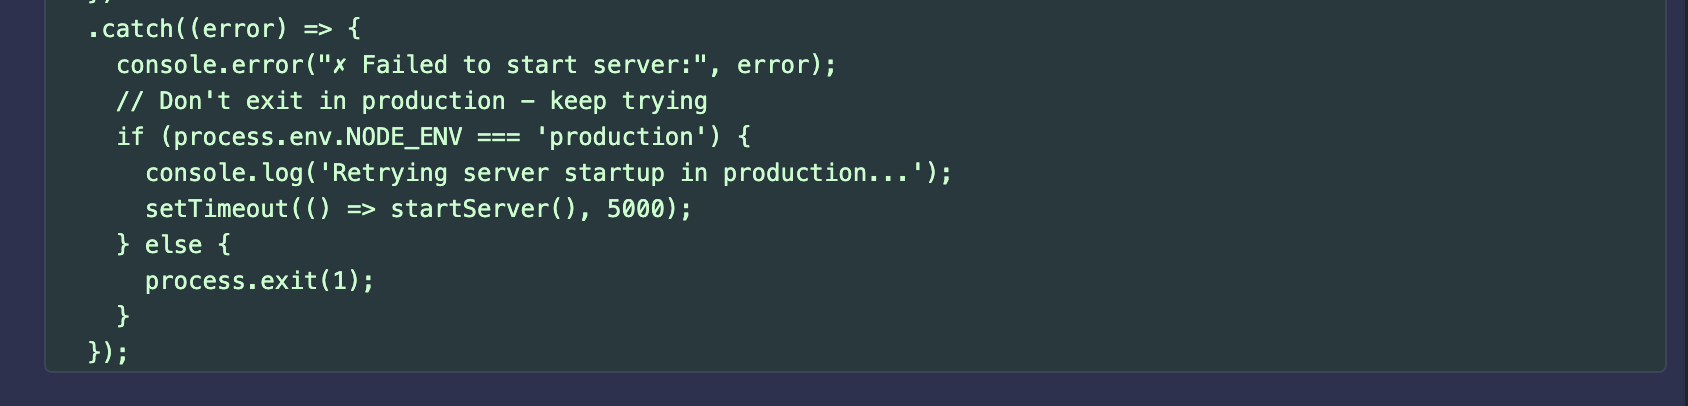 .catch((error) => {
console.error("✗ Failed to start server:", error);
// Don't exit in production – keep trying
if (process.env.NODE_ENV === 'production') {
console.log('Retrying server startup in production...');
setTimeout(() => startServer(), 5000);
} else {
process.exit(1);
}
});